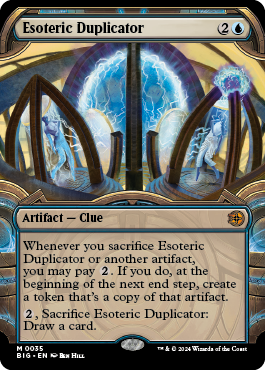 Esoteric Duplicator 2
Artifact — Clue
Whenever you sacrifice Esoteric
Duplicator or another artifact,
you may pay 2. If you do, at the
beginning of the next end step, create
a token that's a copy of that artifact.
2, Sacrifice Esoteric Duplicator:
Draw a card.
M 0035
BIG • EN Ben Hill
™ & © 2024 Wizards of the Coast